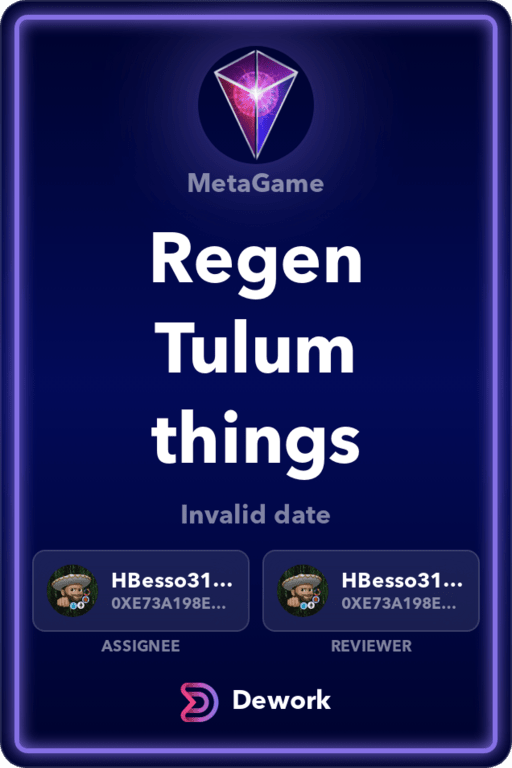 MetaGame
Regen
Tulum
things
Invalid date
HBesso31... HBesso31...
0XE73A198E... 0XE73A198E...
ASSIGNEE REVIEWER
Dework